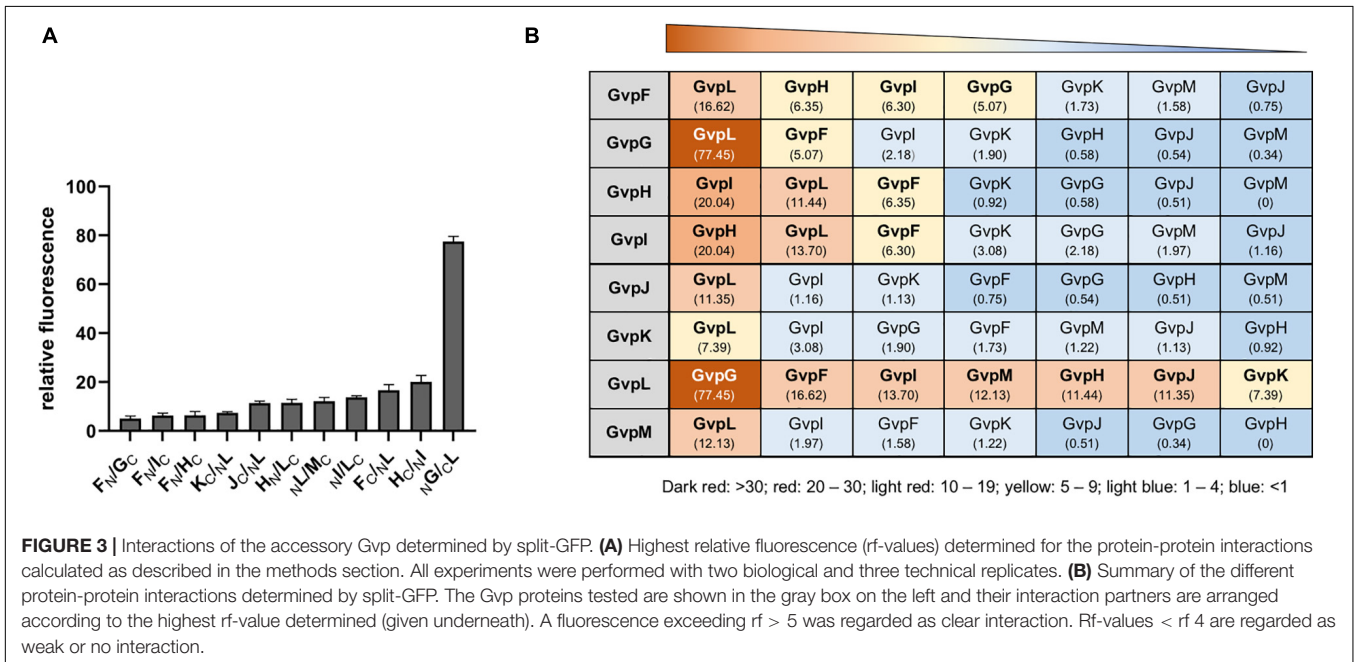 A
B
relative fluorescence
100
80
60
40
20
0
FN/GC
FN/IC
FN/HC
KC/NL
JC/NL
HN/LC
NL/MC
NI/LC
FC/NL
HC/NI
NG/CL
GvpF GvpL GvpH GvpI GvpG GvpK GvpM GvpJ
(16.62) (6.35) (6.30) (5.07) (1.73) (1.58) (0.75)
GvpG GvpL GvpF GvpI GvpK GvpH GvpJ GvpM
(77.45) (5.07) (2.18) (1.90) (0.58) (0.54) (0.34)
GvpH GvpI GvpL GvpF GvpK GvpG GvpJ GvpM
(20.04) (11.44) (6.35) (0.92) (0.58) (0.51) (0)
GvpI GvpH GvpL GvpF GvpK GvpG GvpM GvpJ
(20.04) (13.70) (6.30) (3.08) (2.18) (1.97) (1.16)
GvpJ GvpL GvpI GvpK GvpF GvpG GvpH GvpM
(11.35) (1.16) (1.13) (0.75) (0.54) (0.51) (0.51)
GvpK GvpL GvpI GvpG GvpF GvpM GvpJ GvpH
(7.39) (3.08) (1.90) (1.73) (1.22) (1.13) (0.92)
GvpL GvpG GvpF GvpI GvpM GvpH GvpJ GvpK
(77.45) (16.62) (13.70) (12.13) (11.44) (11.35) (7.39)
GvpM GvpL GvpI GvpF GvpK GvpJ GvpG GvpH
(12.13) (1.97) (1.58) (1.22) (0.51) (0.34) (0)
Dark red: >30; red: 20 – 30; light red: 10 – 19; yellow: 5 – 9; light blue: 1 – 4; blue: <1
FIGURE 3 | Interactions of the accessory Gvp determined by split-GFP. (A) Highest relative fluorescence (rf-values) determined for the protein-protein interactions
calculated as described in the methods section. All experiments were performed with two biological and three technical replicates. (B) Summary of the different
protein-protein interactions determined by split-GFP. The Gvp proteins tested are shown in the gray box on the left and their interaction partners are arranged
according to the highest rf-value determined (given underneath). A fluorescence exceeding rf > 5 was regarded as clear interaction. Rf-values < rf 4 are regarded as
weak or no interaction.